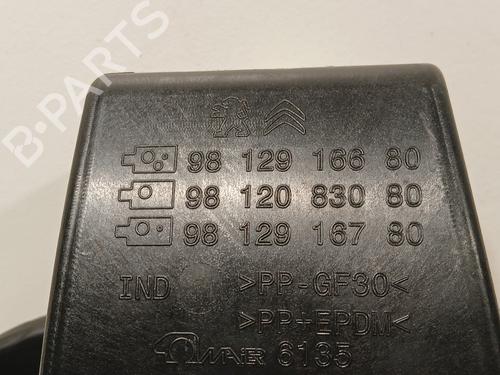 98 129 166 80
98 120 830 80
98 129 167 80
IND >PP-GF30<
>PP+EPDM<
MAIER 6135
B-PARTS